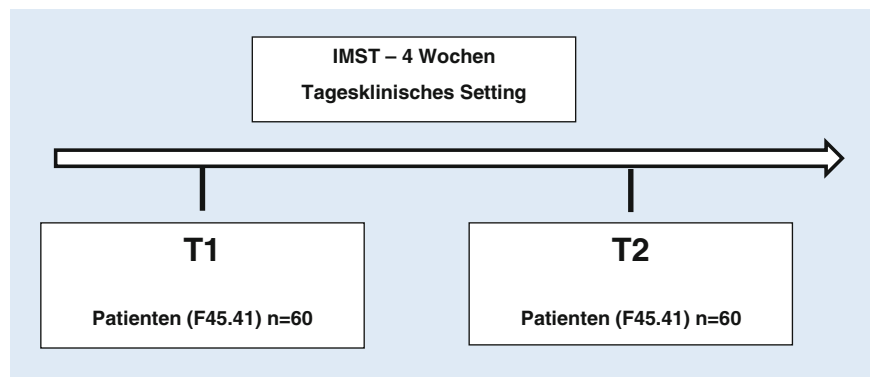 IMST – 4 Wochen
Tagesklinisches Setting
T1
Patienten (F45.41) n=60
T2
Patienten (F45.41) n=60